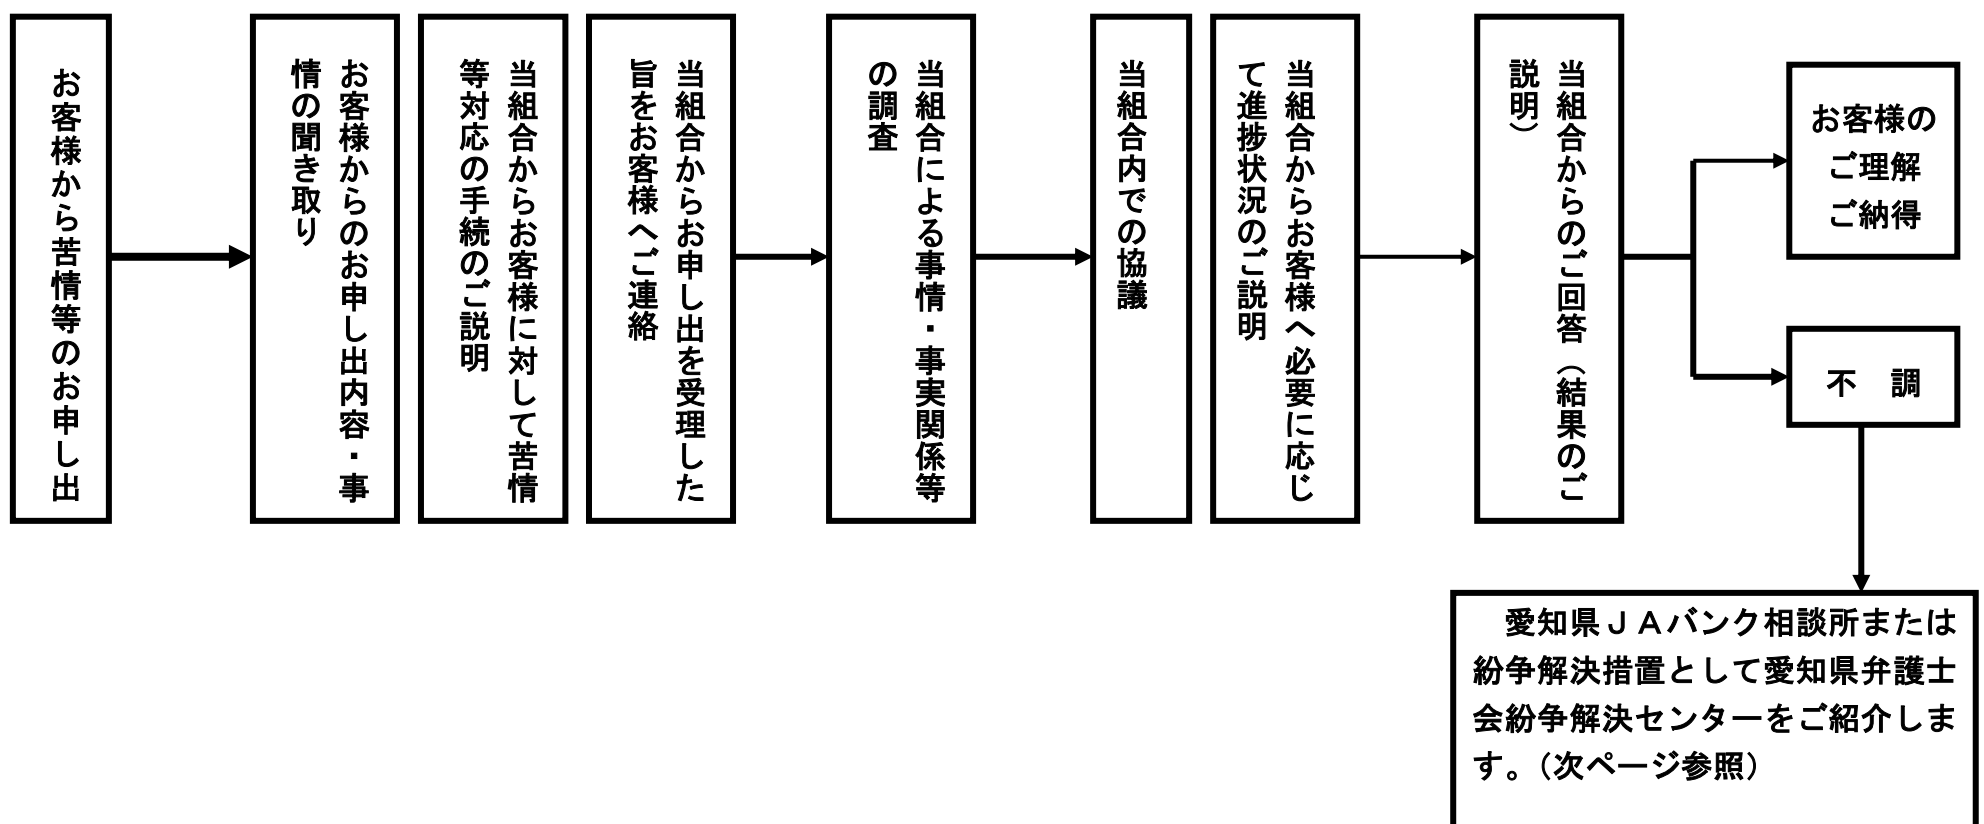 お客様から苦情等のお申し出
お客様からのお申し出内容・事
情の聞き取り
当組合からお客様に対して苦情
等対応の手続のご説明
当組合からお申し出を受理した
旨をお客様へご連絡
当組合による事情・事実関係等
の調査
当組合内での協議
当組合からお客様へ必要に応じ
て進捗状況のご説明
当組合からのご回答（結果のご
説明）
お客様の
ご理解
ご納得
不　調
愛知県ＪＡバンク相談所または
紛争解決措置として愛知県弁護士
会紛争解決センターをご紹介しま
す。（次ページ参照）